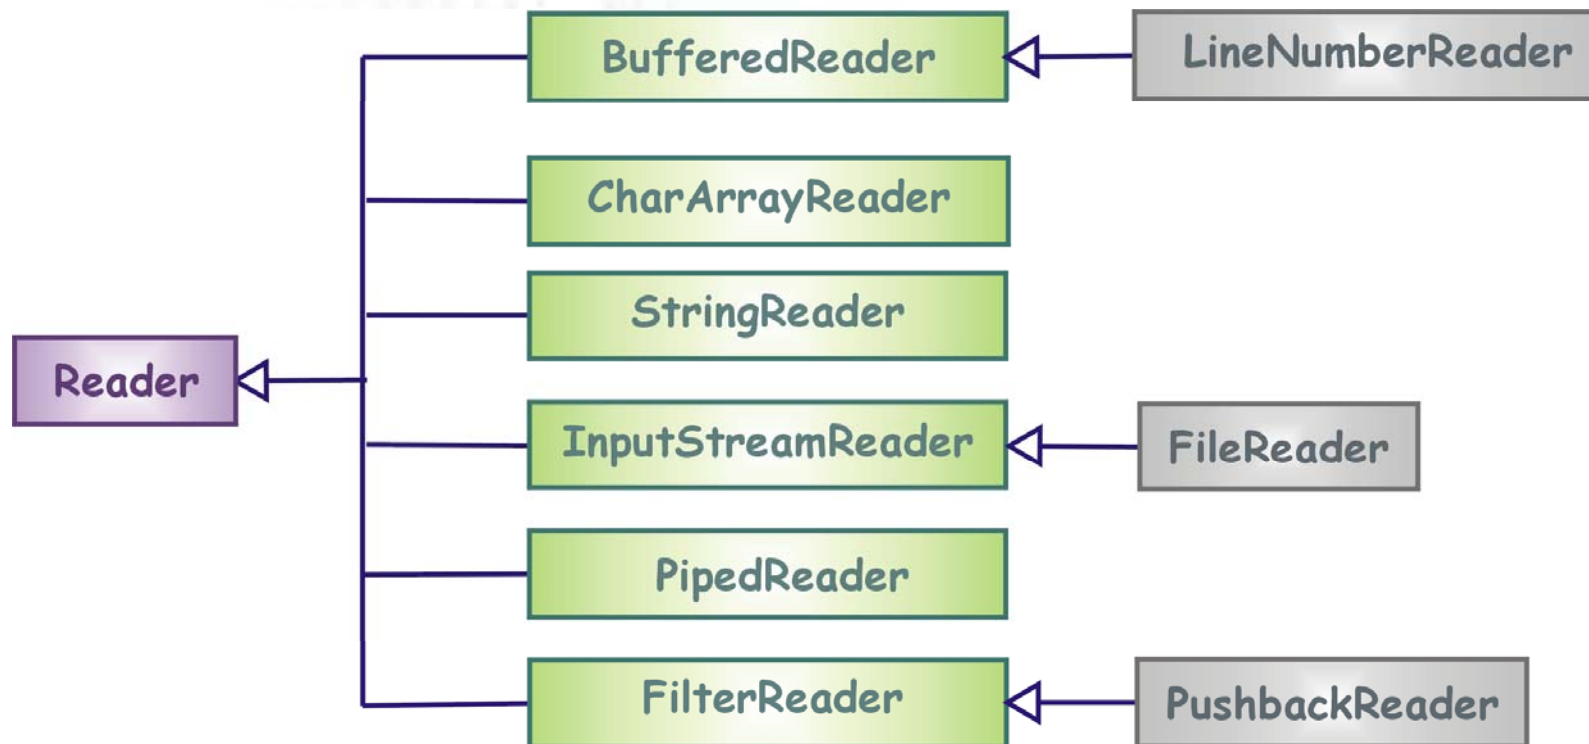 BufferedReader
LineNumberReader
CharArrayReader
StringReader
Reader
InputStreamReader
FileReader
PipedReader
FilterReader
PushbackReader